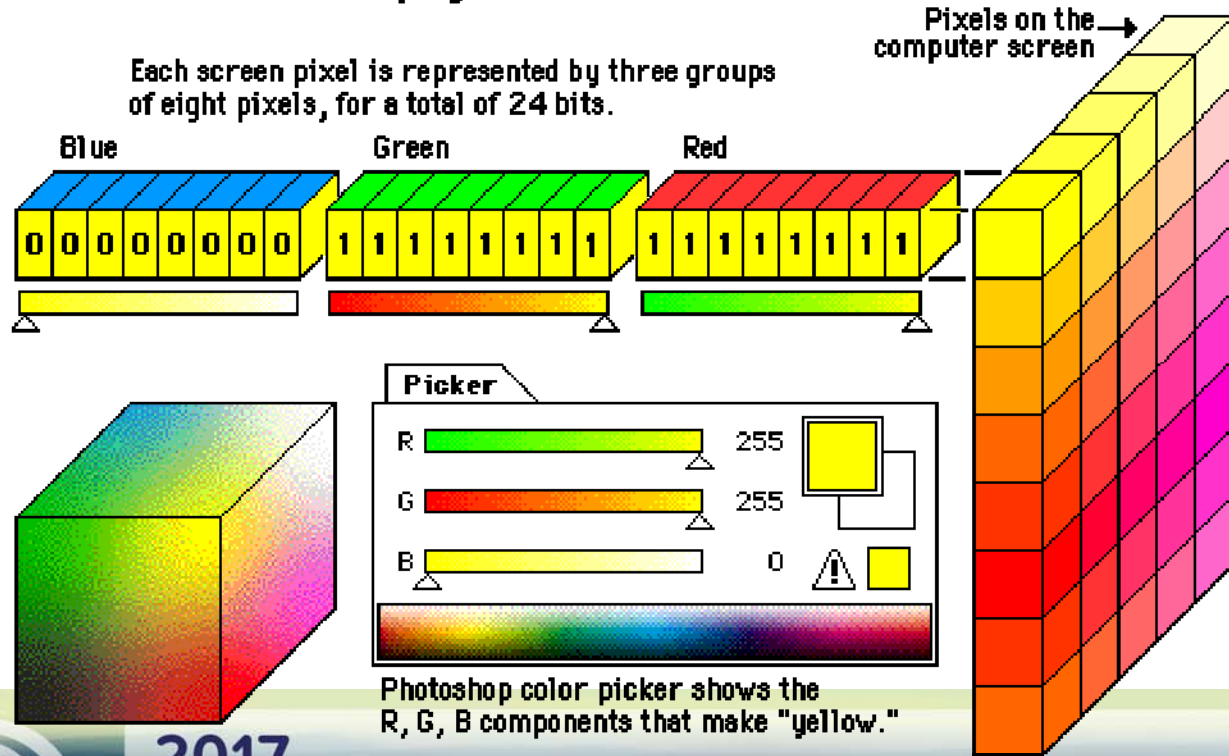 Pixels on the
computer screen
Each screen pixel is represented by three groups
of eight pixels, for a total of 24 bits.
Blue Green Red
0 0 0 0 0 0 0 0 1 1 1 1 1 1 1 1 1 1 1 1 1 1 1 1
Picker
R 255
G 255
B 0
!
Photoshop color picker shows the
R, G, B components that make "yellow."
2017